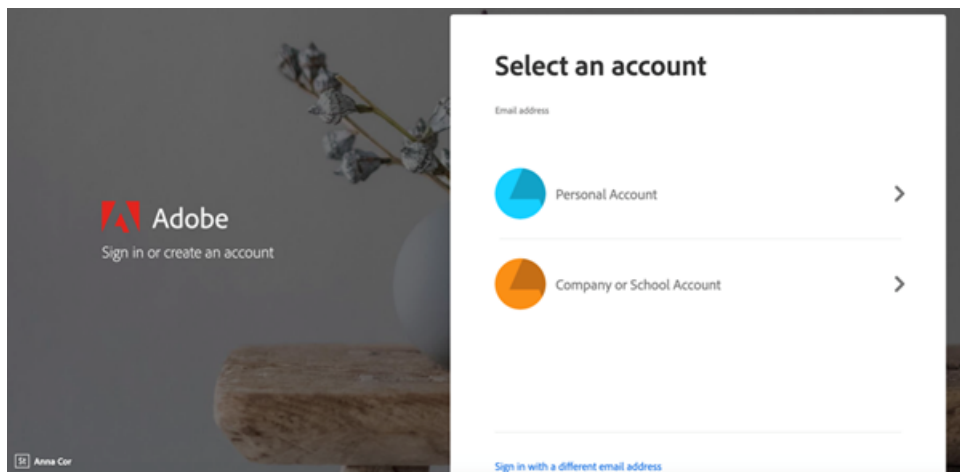 Adobe
Sign in or create an account
St Anna Cor
Select an account
Email address
Personal Account
Company or School Account
Sign in with a different email address